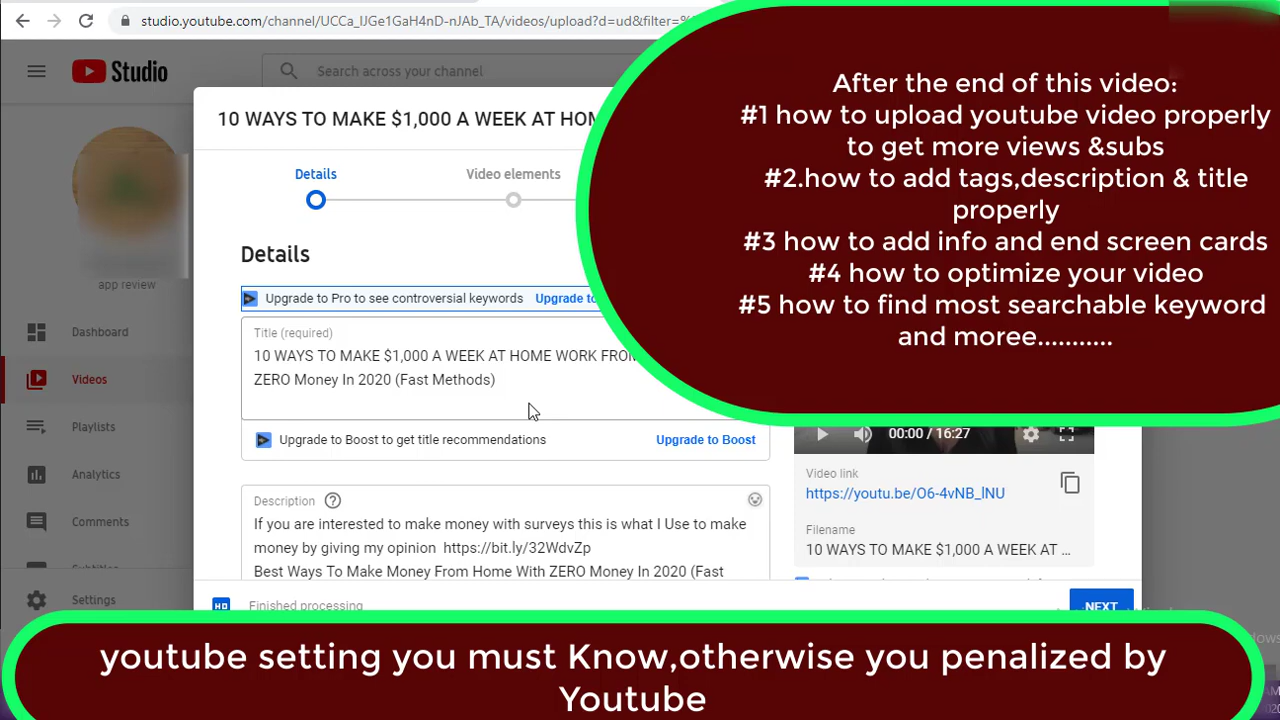 studio.youtube.com/channel/UCCa_IJGe1GaH4nD-nJAb_TA/videos/upload?d=ud&filter=%
Studio
Search across your channel
After the end of this video:
#1 how to upload youtube video properly
to get more views &subs
#2.how to add tags,description & title
properly
#3 how to add info and end screen cards
#4 how to optimize your video
#5 how to find most searchable keyword
and moree...........
10 WAYS TO MAKE $1,000 A WEEK AT HOM
Details
Video elements
Details
Upgrade to Pro to see controversial keywords
Upgrade to
Title (required)
10 WAYS TO MAKE $1,000 A WEEK AT HOME WORK FROM
ZERO Money In 2020 (Fast Methods)
Upgrade to Boost to get title recommendations
Upgrade to Boost
Description
If you are interested to make money with surveys this is what I Use to make
money by giving my opinion https://bit.ly/32WdvZp
Best Ways To Make Money From Home With ZERO Money In 2020 (Fast
app review
Dashboard
Videos
Playlists
Analytics
Comments
Subtitles
Settings
00:00 / 16:27
Video link
https://youtu.be/O6-4vNB_lNU
Filename
10 WAYS TO MAKE $1,000 A WEEK AT ...
HD
Finished processing
NEXT
youtube setting you must Know,otherwise you penalized by
Youtube